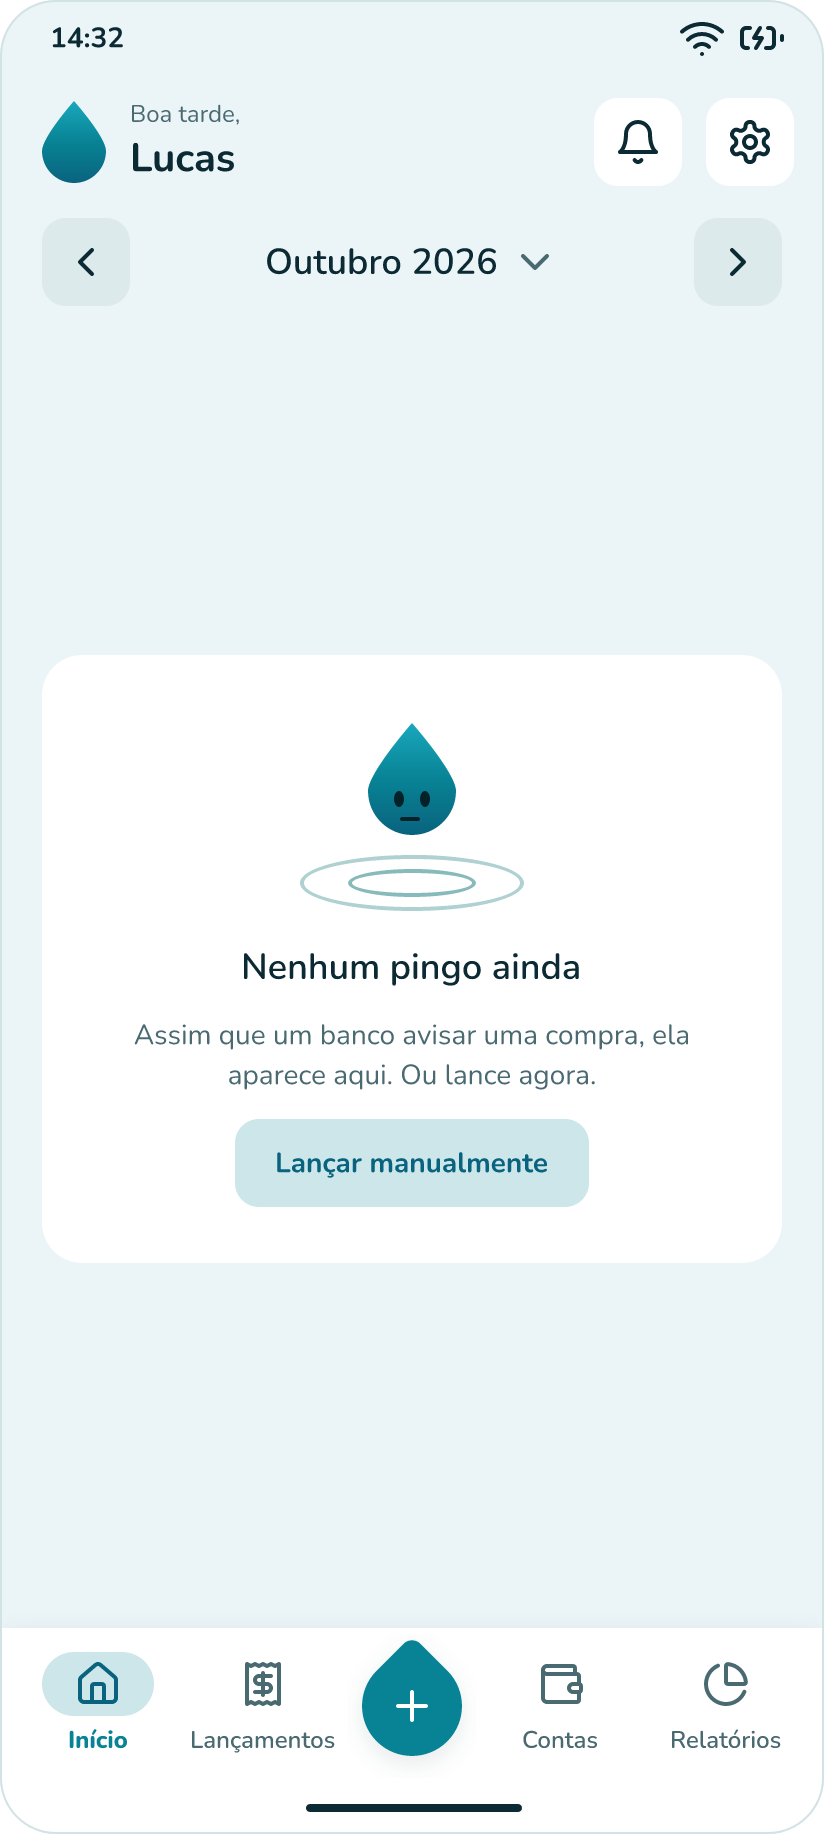 14:32
Boa tarde,
Lucas
Outubro 2026
Nenhum pingo ainda
Assim que um banco avisar uma compra, ela
aparece aqui. Ou lance agora.
Lançar manualmente
Início
Lançamentos
Contas
Relatórios